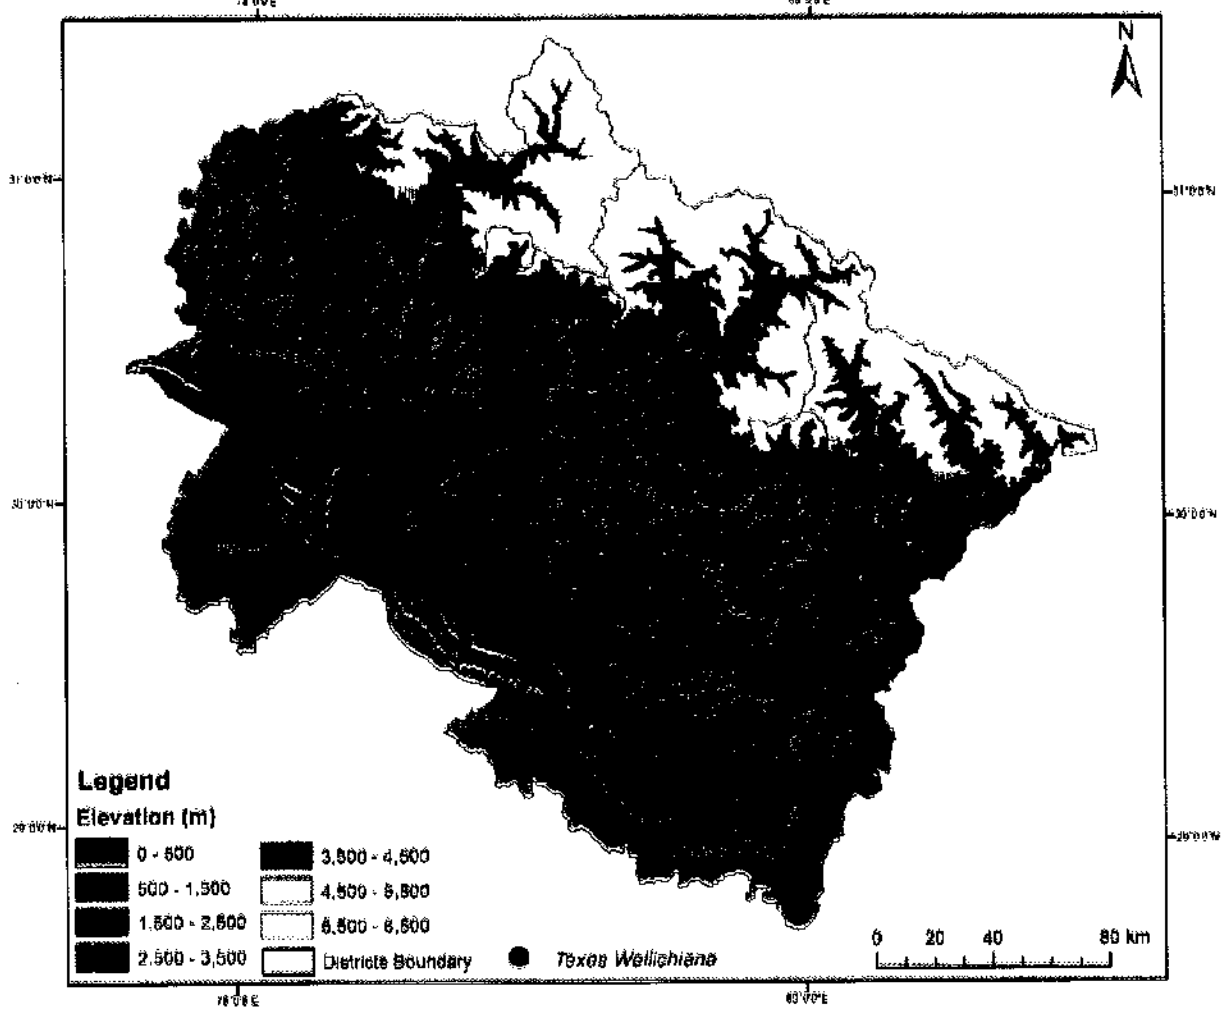 N
Legend
Elevation (m)
0 - 500
500 - 1,500
1,500 - 2,500
2,500 - 3,500
3,500 - 4,500
4,500 - 5,500
5,500 - 6,500
Districts Boundary
Texas Wallichiana
0 20 40 80 km